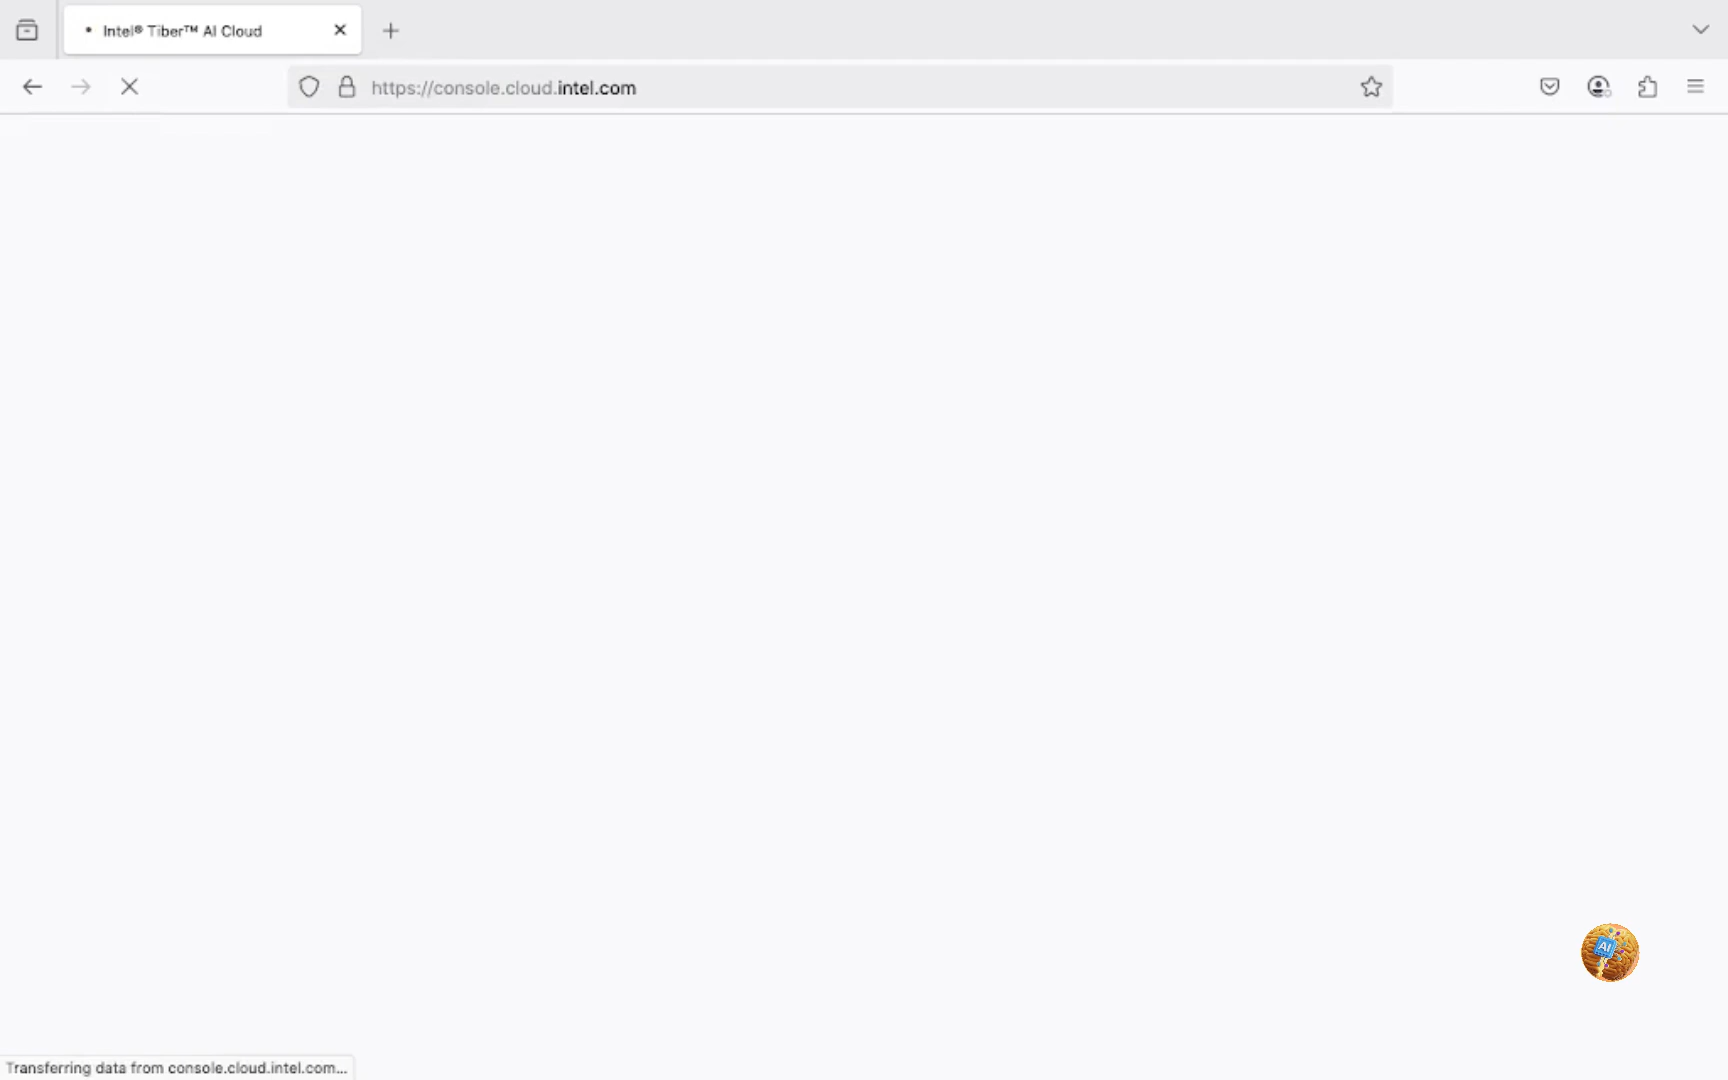 Intel® Tiber™ AI Cloud
https://console.cloud.intel.com
AI
Transferring data from console.cloud.intel.com...